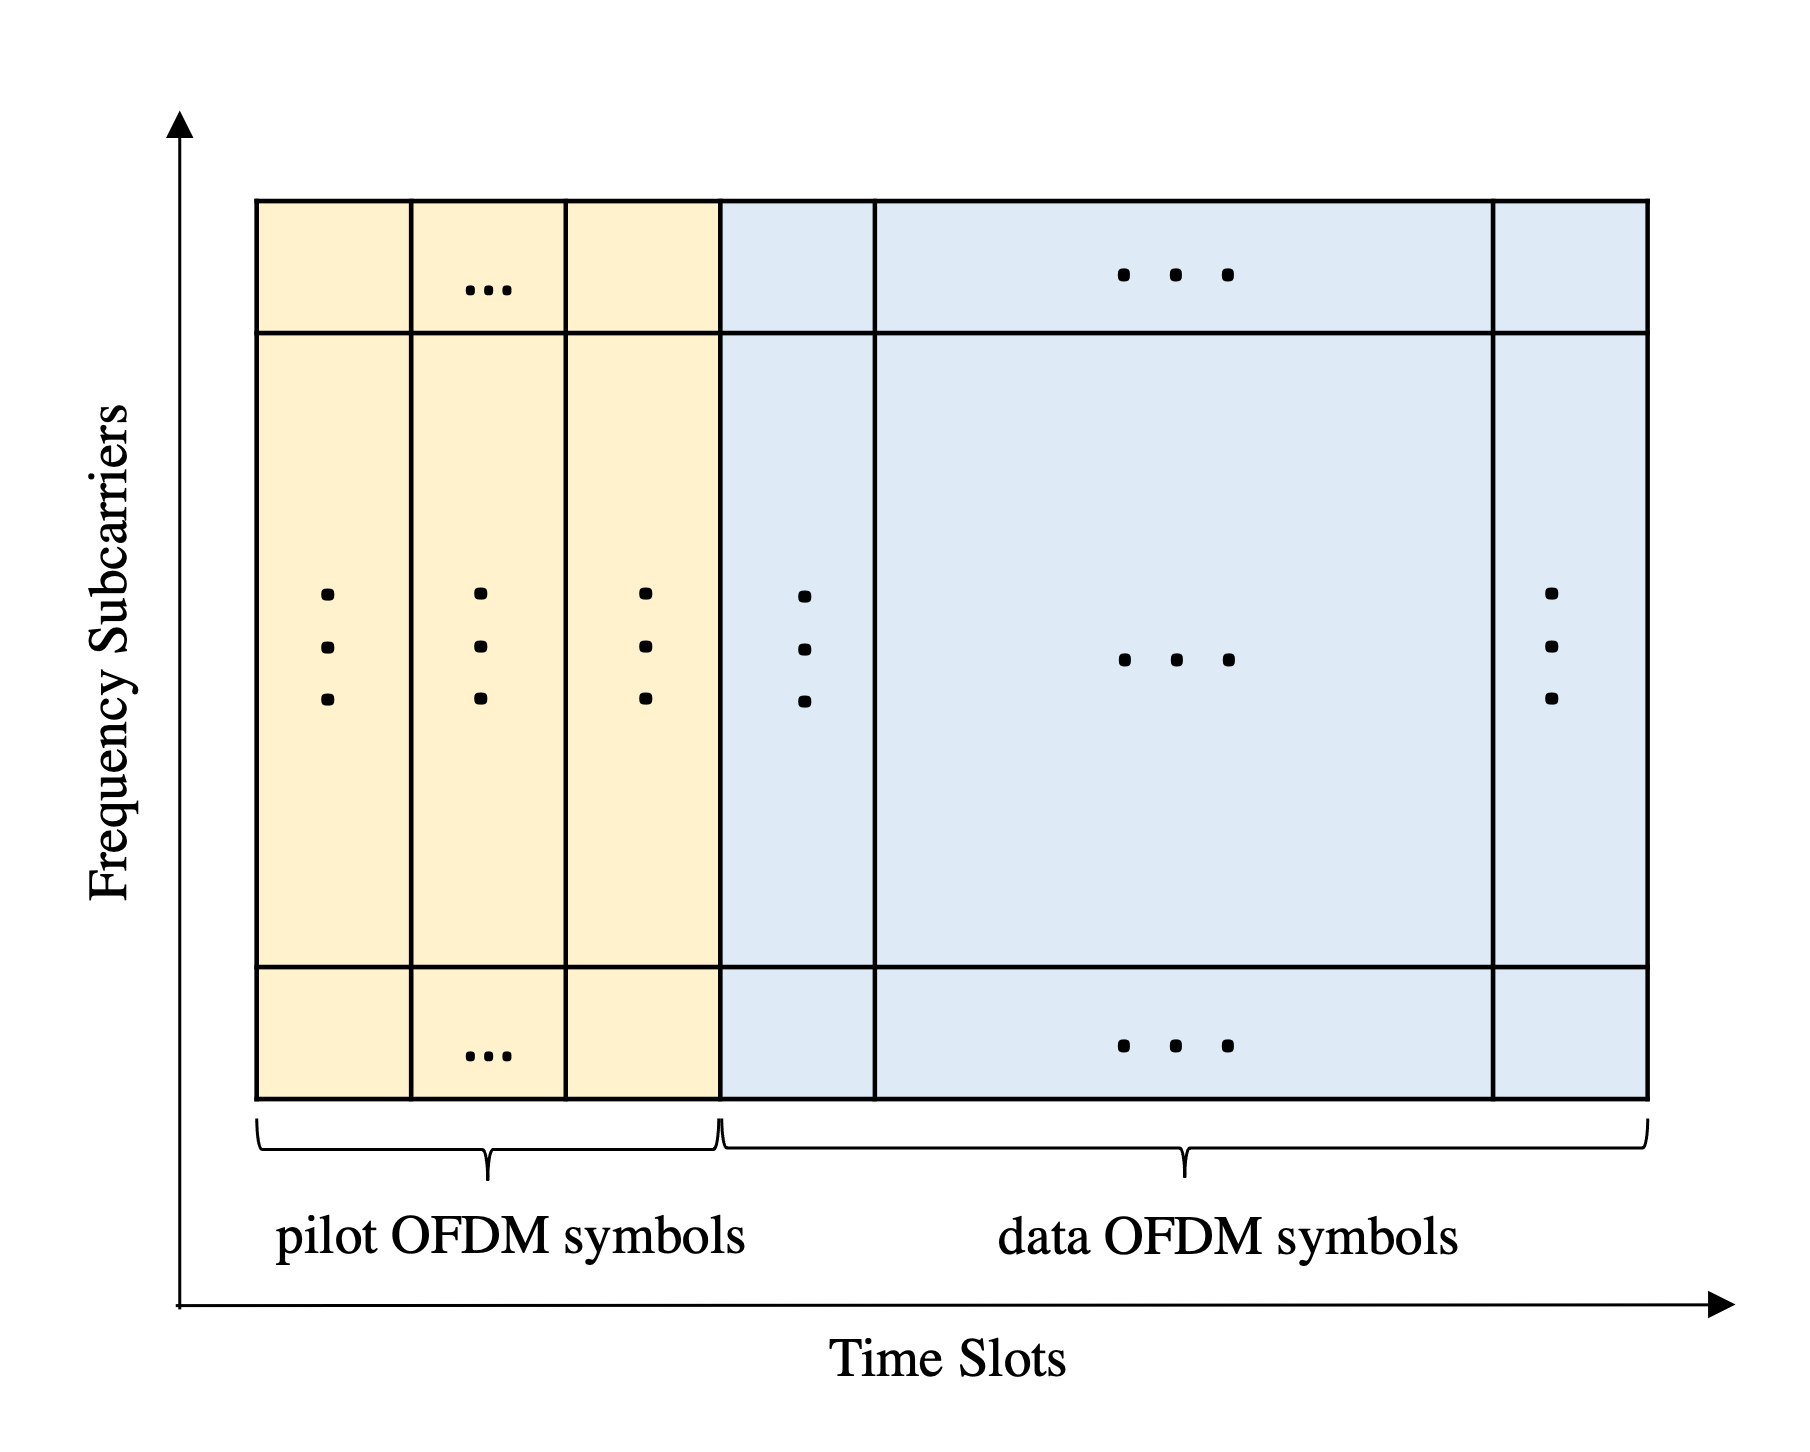 Frequency Subcarriers
...
. . .
. . .
...
. . .
pilot OFDM symbols
data OFDM symbols
Time Slots